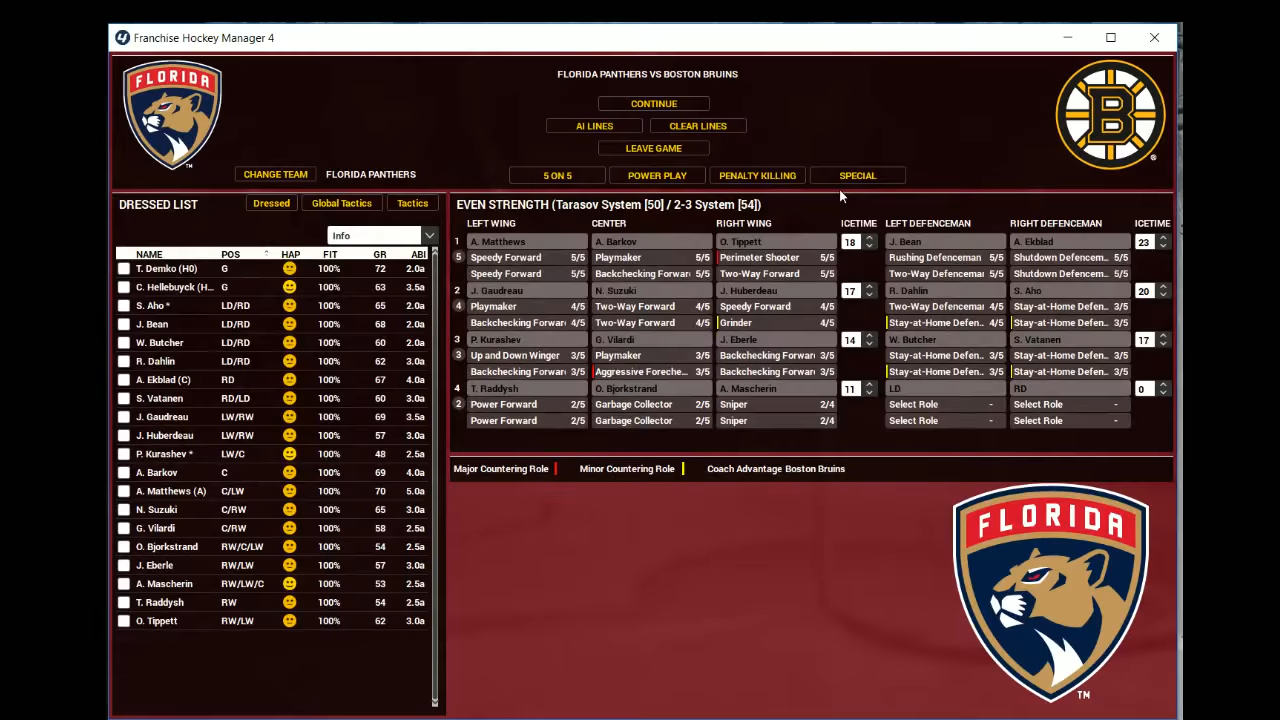 Franchise Hockey Manager 4
FLORIDA
TM
FLORIDA PANTHERS VS BOSTON BRUINS
CONTINUE
AI LINES CLEAR LINES
LEAVE GAME
B
CHANGE TEAM FLORIDA PANTHERS
5 ON 5 POWER PLAY PENALTY KILLING SPECIAL
DRESSED LIST Dressed Global Tactics Tactics
Info
NAME POS HAP FIT GR ABI
T. Demko (H0) G 100% 72 2.0a
C. Hellebuyck (H... G 100% 63 3.5a
S. Aho * LD/RD 100% 65 2.0a
J. Bean LD/RD 100% 68 2.0a
W. Butcher LD/RD 100% 60 2.0a
R. Dahlin LD/RD 100% 62 3.0a
A. Ekblad (C) RD 100% 67 4.0a
S. Vatanen RD/LD 100% 60 3.0a
J. Gaudreau LW/RW 100% 69 3.5a
J. Huberdeau LW/RW 100% 57 3.0a
P. Kurashev * LW/C 100% 48 2.5a
A. Barkov C 100% 69 4.0a
A. Matthews (A) C/LW 100% 70 5.0a
N. Suzuki C/RW 100% 65 3.0a
G. Vilardi C/RW 100% 58 2.5a
O. Bjorkstrand RW/C/LW 100% 54 2.5a
J. Eberle RW/LW 100% 57 3.0a
A. Mascherin RW/LW/C 100% 53 2.5a
T. Raddysh RW 100% 54 2.5a
O. Tippett RW/LW 100% 62 3.0a
EVEN STRENGTH (Tarasov System [50] / 2-3 System [54])
LEFT WING CENTER RIGHT WING ICETIME LEFT DEFENCEMAN RIGHT DEFENCEMAN ICETIME
1 A. Matthews A. Barkov O. Tippett 18 J. Bean A. Ekblad 23
5 Speedy Forward 5/5 Playmaker 5/5 Perimeter Shooter 5/5 Rushing Defenceman 5/5 Shutdown Defencem.. 5/5
Speedy Forward 5/5 Backchecking Forwar 5/5 Two-Way Forward 5/5 Two-Way Defenceman 5/5 Shutdown Defencem.. 5/5
2 J. Gaudreau N. Suzuki J. Huberdeau 17 R. Dahlin S. Aho 20
4 Playmaker 4/5 Two-Way Forward 4/5 Speedy Forward 4/5 Two-Way Defenceman 4/5 Stay-at-Home Defen.. 3/5
Backchecking Forwar 4/5 Two-Way Forward 4/5 Grinder 4/5 Stay-at-Home Defen.. 4/5 Stay-at-Home Defen.. 3/5
3 P. Kurashev G. Vilardi J. Eberle 14 W. Butcher S. Vatanen 17
3 Up and Down Winger 3/5 Playmaker 3/5 Backchecking Forwar 3/5 Stay-at-Home Defen.. 3/5 Stay-at-Home Defen.. 3/5
Backchecking Forwar 3/5 Aggressive Foreche... 3/5 Backchecking Forwar 3/5 Stay-at-Home Defen.. 3/5 Stay-at-Home Defen.. 3/5
4 T. Raddysh O. Bjorkstrand A. Mascherin 11 LD RD 0
2 Power Forward 2/5 Garbage Collector 2/5 Sniper 2/4 Select Role - Select Role -
Power Forward 2/5 Garbage Collector 2/5 Sniper 2/4 Select Role - Select Role -
Major Countering Role Minor Countering Role Coach Advantage Boston Bruins
FLORIDA
TM